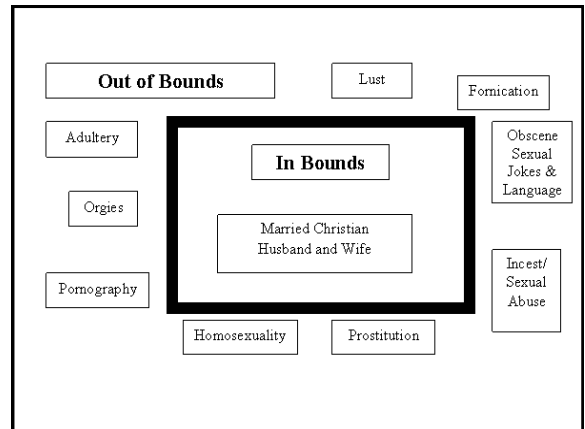 Out of Bounds
Lust
Fornication
Adultery
Obscene
Sexual
Jokes &
Language
In Bounds
Orgies
Married Christian
Husband and Wife
Pornography
Incest/
Sexual
Abuse
Homosexuality
Prostitution